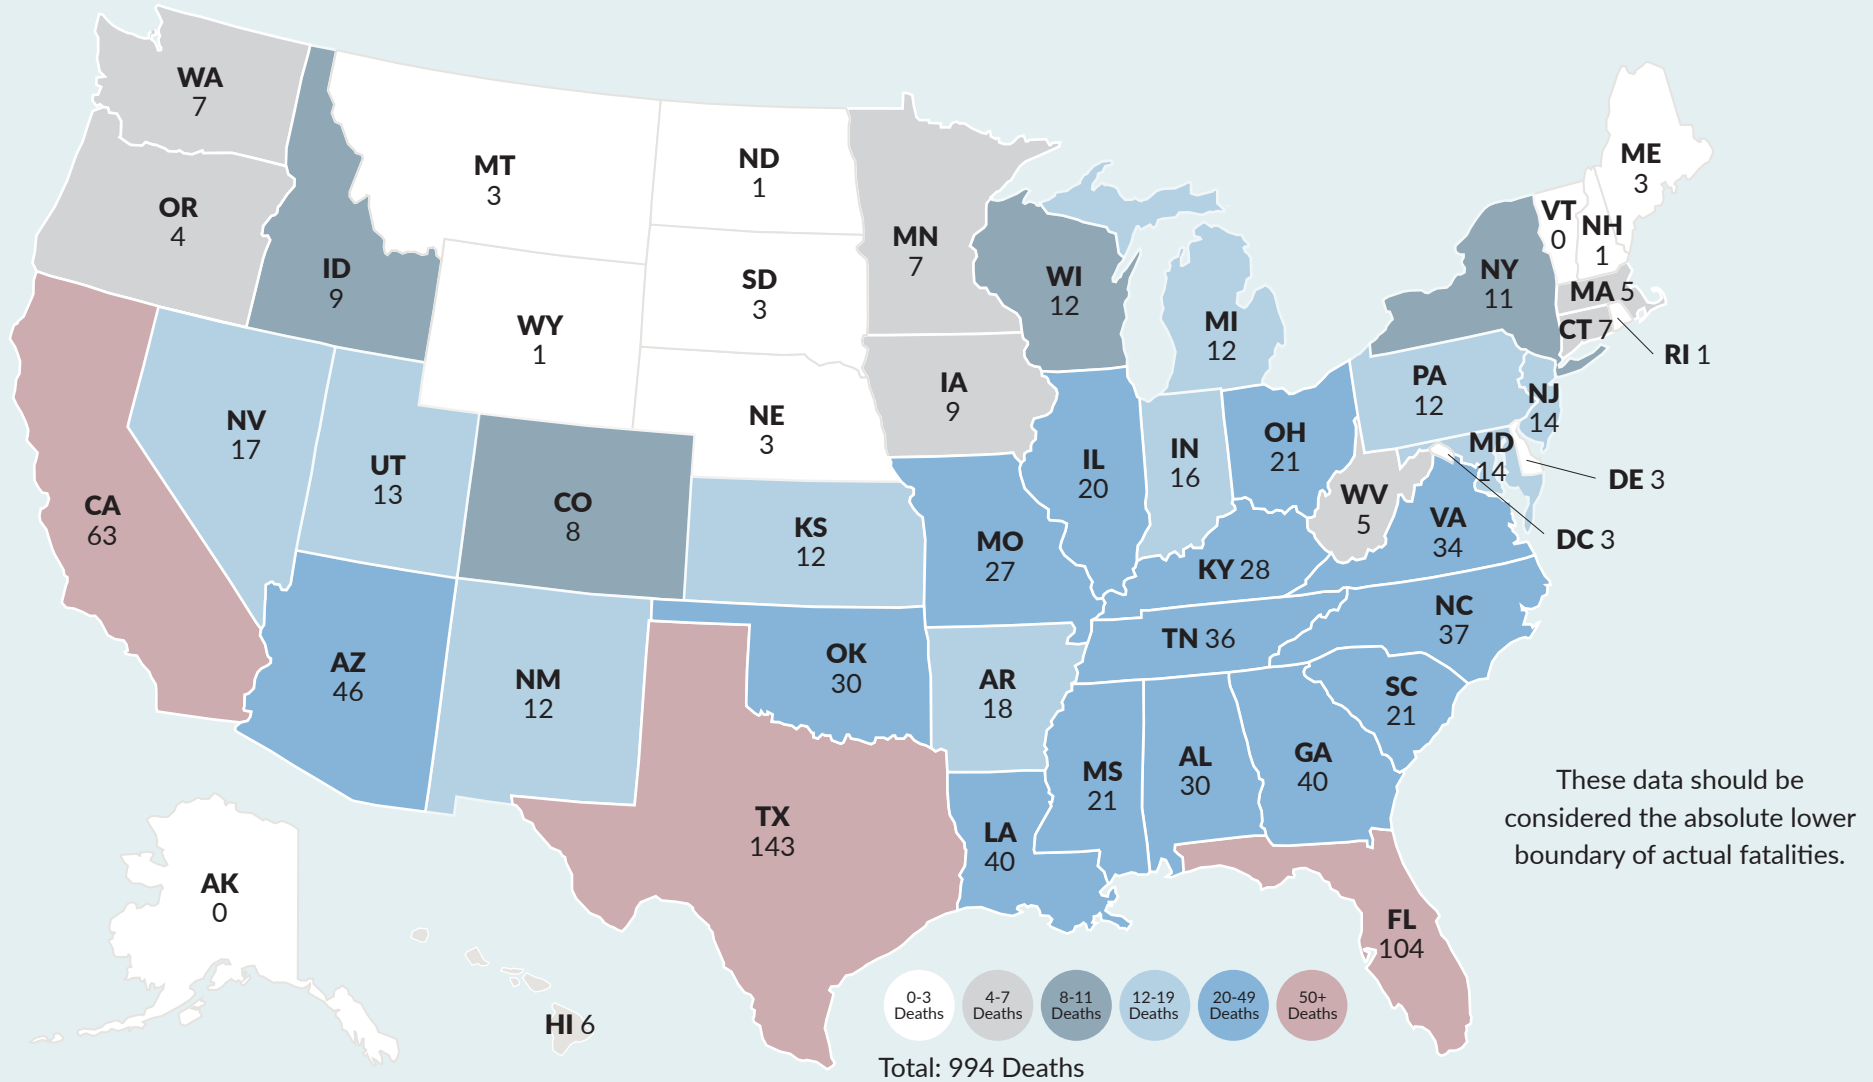 WA
7
OR
4
ID
9
MT
3
ND
1
SD
3
WY
1
NE
3
MN
7
WI
12
IA
9
MI
12
ME
3
VT
0
NH
1
NY
11
MA 5
CT 7
RI 1
PA
12
NJ
14
MD
14
DE 3
DC 3
CA
63
NV
17
UT
13
CO
8
KS
12
MO
27
IL
20
IN
16
OH
21
WV
5
VA
34
KY 28
NC
37
TN 36
SC
21
AZ
46
NM
12
OK
30
AR
18
TX
143
LA
40
MS
21
AL
30
GA
40
FL
104
AK
0
HI 6
These data should be
considered the absolute lower
boundary of actual fatalities.
0-3
Deaths
4-7
Deaths
8-11
Deaths
12-19
Deaths
20-49
Deaths
50+
Deaths
Total: 994 Deaths